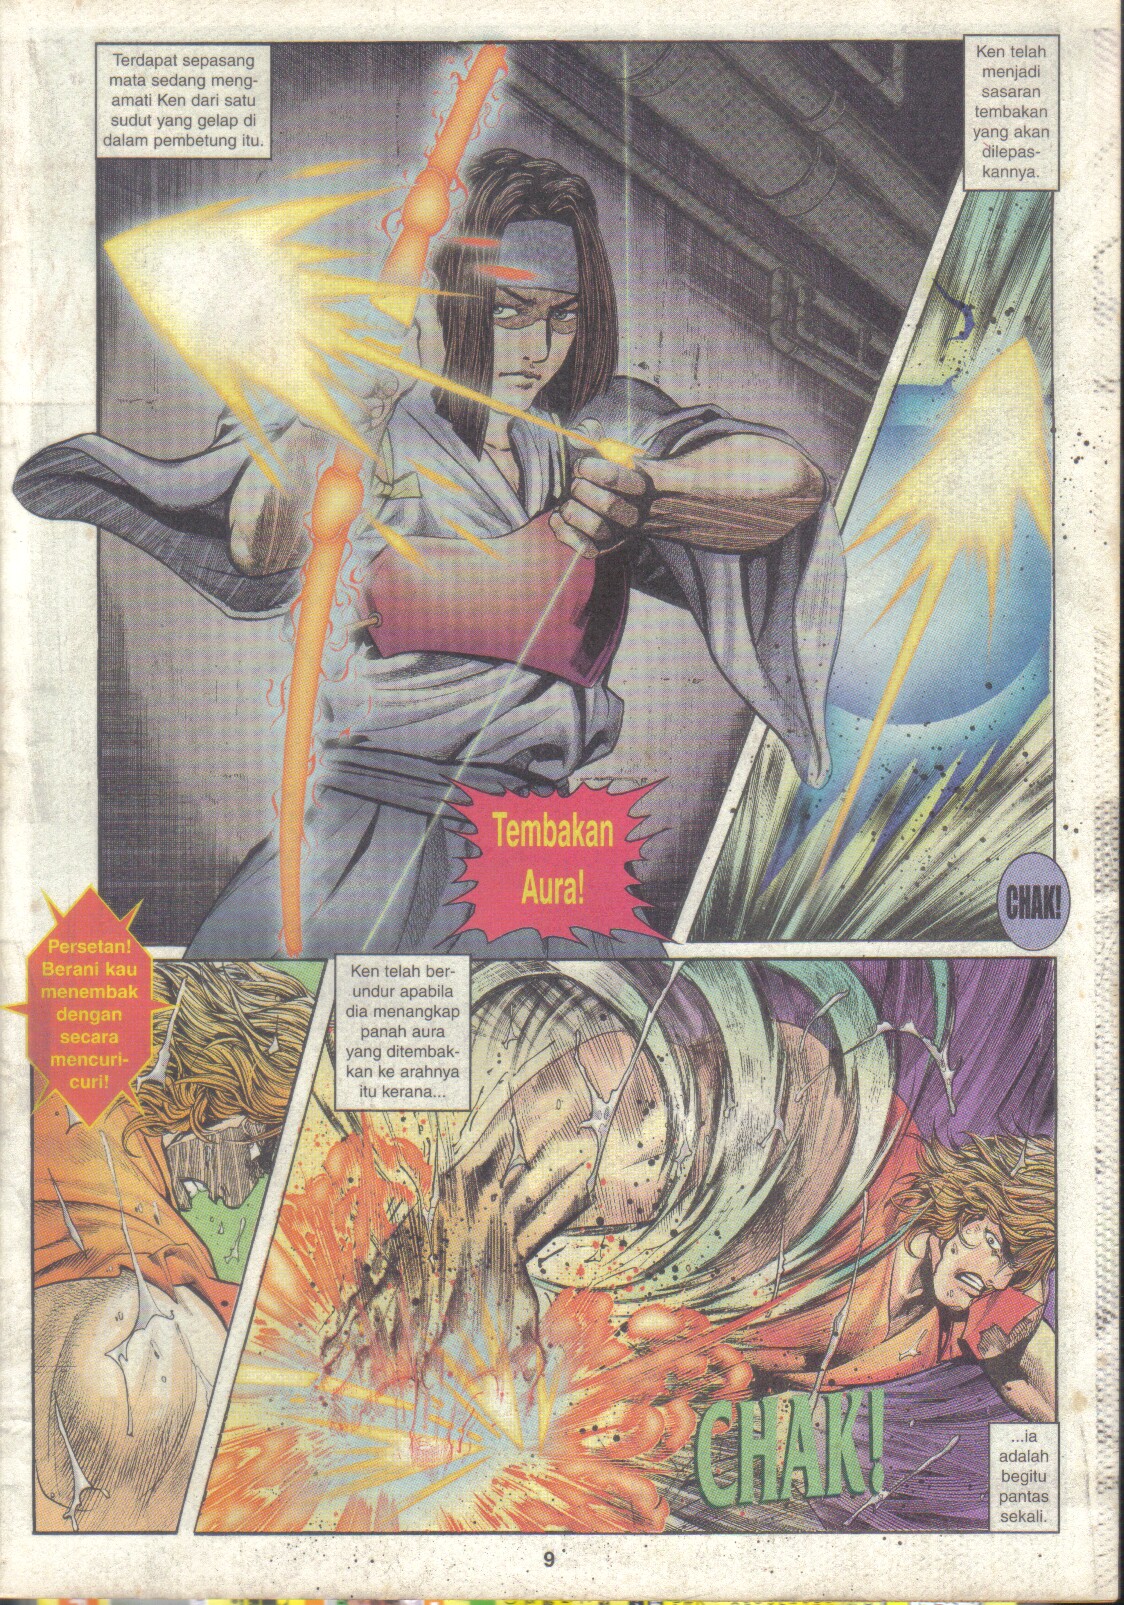 Terdapat sepasang
mata sedang meng-
amati Ken dari satu
sudut yang gelap di
dalam pembetung itu.
Ken telah
menjadi
sasaran
tembakan
yang akan
dilepas-
kannya.
Tembakan
Aura!
CHAK!
Persetan!
Berani kau
menembak
dengan
secara
mencuri-
curi!
Ken telah ber-
undur apabila
dia menangkap
panah aura
yang ditembak-
kan ke arahnya
itu kerana...
CHAK!
...ia
adalah
begitu
pantas
sekali.
9